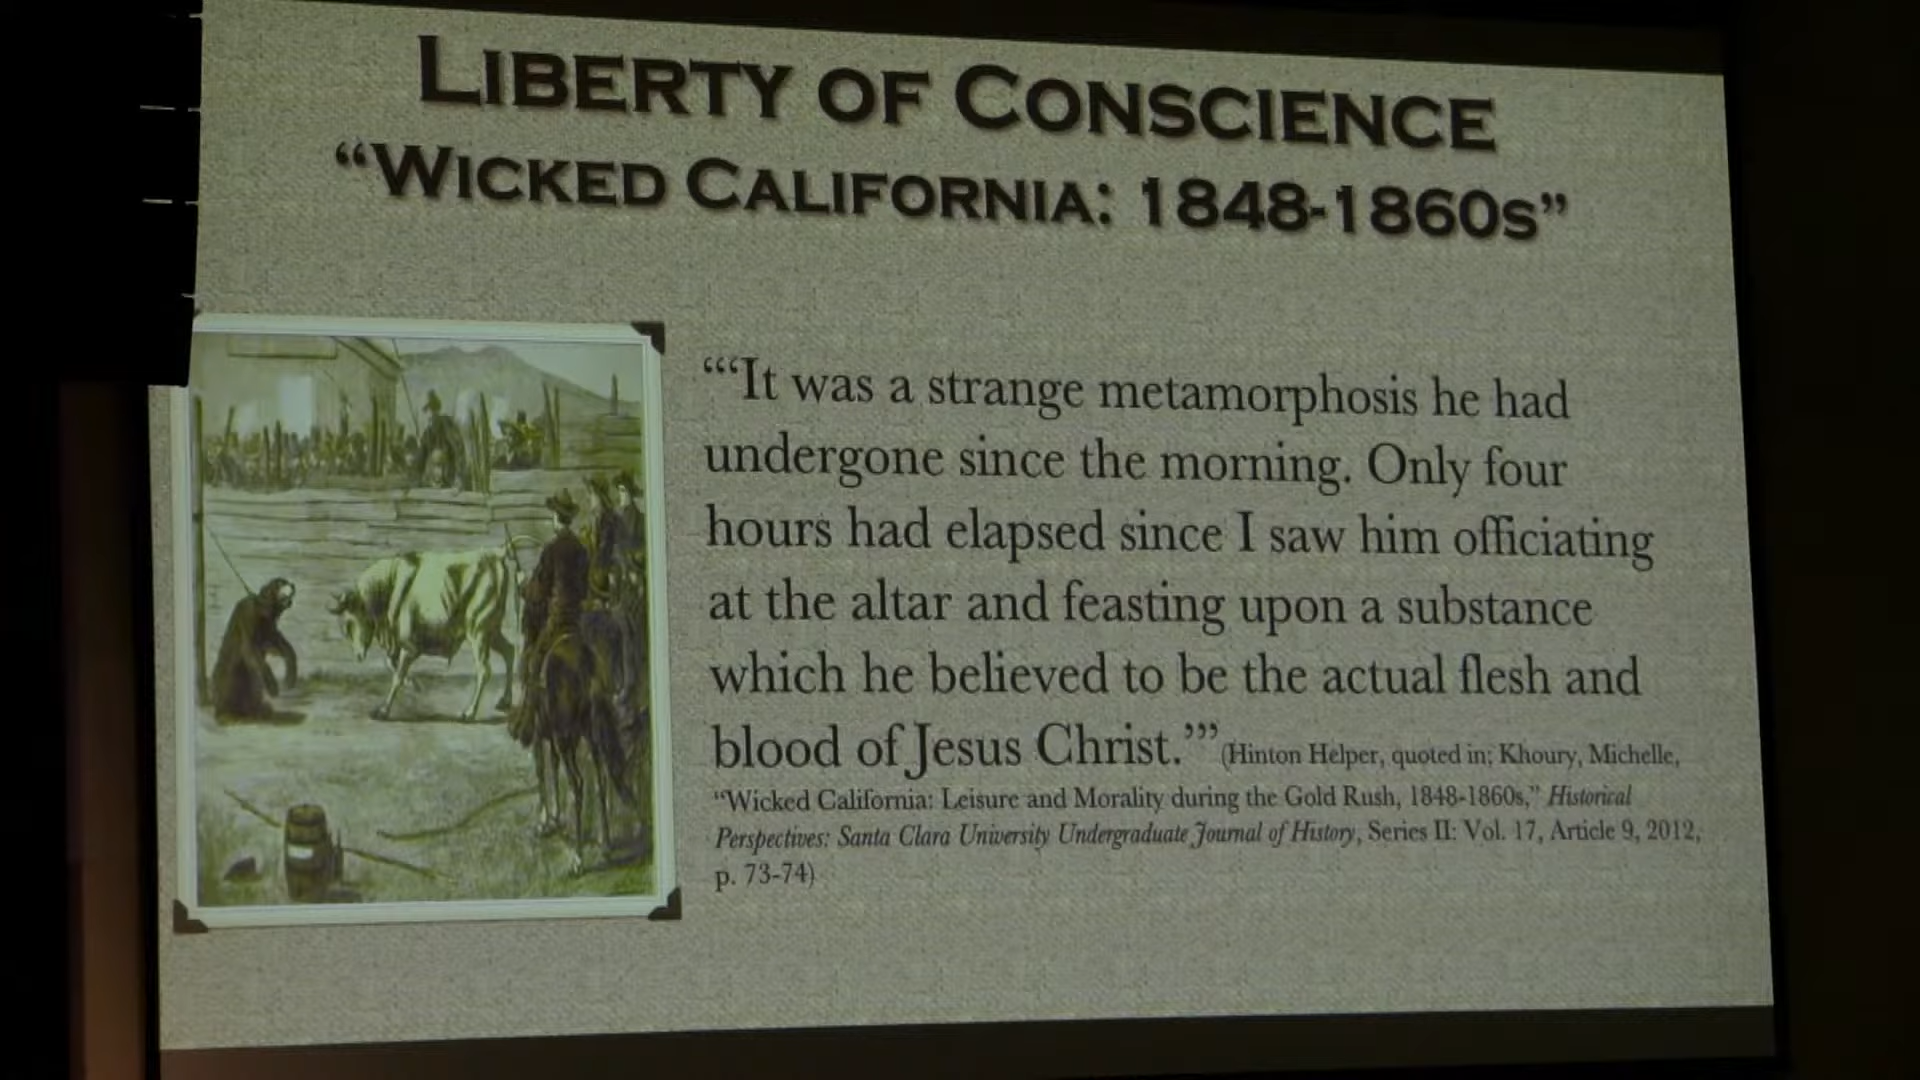 LIBERTY OF CONSCIENCE
“WICKED CALIFORNIA: 1848-1860s”
“‘“It was a strange metamorphosis he had
undergone since the morning. Only four
hours had elapsed since I saw him officiating
at the altar and feasting upon a substance
which he believed to be the actual flesh and
blood of Jesus Christ.”’” (Hinton Helper, quoted in; Khoury, Michelle,
“Wicked California: Leisure and Morality during the Gold Rush, 1848-1860s,” Historical
Perspectives: Santa Clara University Undergraduate Journal of History, Series II: Vol. 17, Article 9, 2012,
p. 73-74)